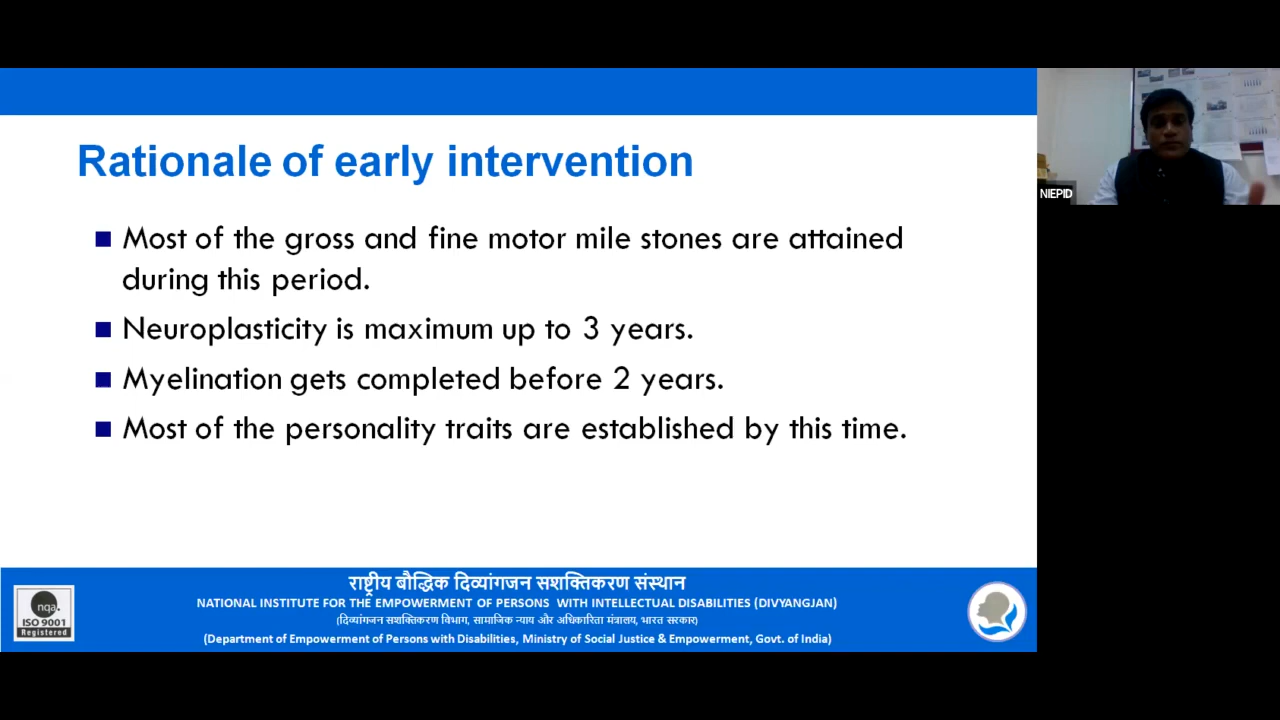 Rationale of early intervention
■ Most of the gross and fine motor mile stones are attained
during this period.
■ Neuroplasticity is maximum up to 3 years.
■ Myelination gets completed before 2 years.
■ Most of the personality traits are established by this time.
NIEPID
nqa.
ISO 9001
Registered
राष्ट्रीय बौद्धिक दिव्यांगजन सशक्तिकरण संस्थान
NATIONAL INSTITUTE FOR THE EMPOWERMENT OF PERSONS WITH INTELLECTUAL DISABILITIES (DIVYANGJAN)
(दिव्यांगजन सशक्तिकरण विभाग, सामाजिक न्याय और अधिकारिता मंत्रालय, भारत सरकार)
(Department of Empowerment of Persons with Disabilities, Ministry of Social Justice & Empowerment, Govt. of India)